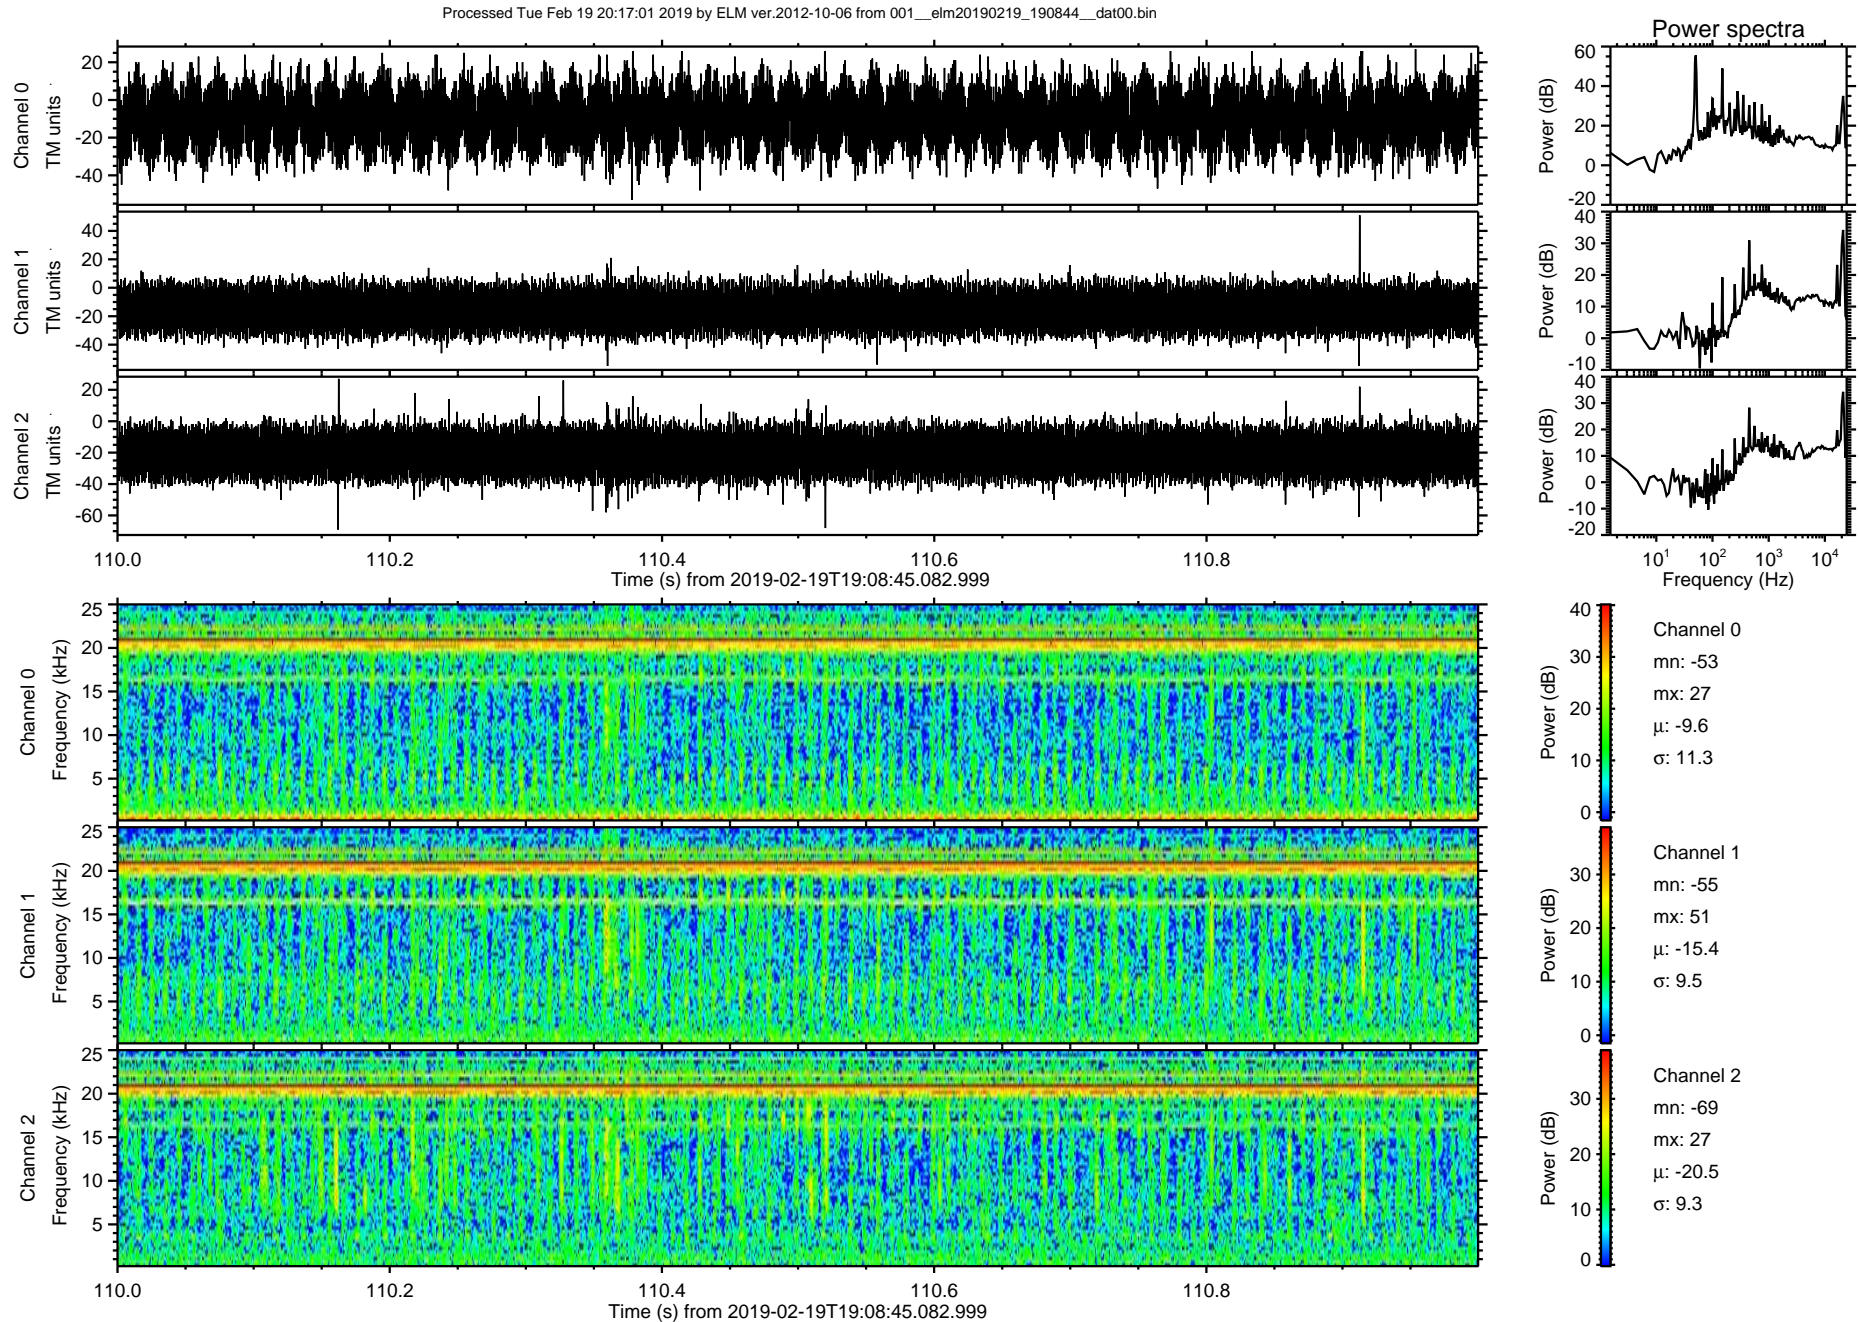 Processed Tue Feb 19 20:17:01 2019 by ELM ver.2012-10-06 from 001__elm20190219_190844__dat00.bin
Power spectra
Channel 0
TM units
20
0
-20
-40
Power (dB)
60
40
20
0
-20
Channel 1
TM units
40
20
0
-20
-40
Power (dB)
40
30
20
10
0
-10
Channel 2
TM units
20
0
-20
-40
-60
Power (dB)
40
30
20
10
0
-10
-20
110.0 110.2 110.4 110.6 110.8
Time (s) from 2019-02-19T19:08:45.082.999
10^1 10^2 10^3 10^4
Frequency (Hz)
Channel 0
Frequency (kHz)
25
20
15
10
5
Power (dB)
40
30
20
10
0
Channel 0
mn: -53
mx: 27
μ: -9.6
σ: 11.3
Channel 1
Frequency (kHz)
25
20
15
10
5
Power (dB)
30
20
10
0
Channel 1
mn: -55
mx: 51
μ: -15.4
σ: 9.5
Channel 2
Frequency (kHz)
25
20
15
10
5
Power (dB)
30
20
10
0
Channel 2
mn: -69
mx: 27
μ: -20.5
σ: 9.3
110.0 110.2 110.4 110.6 110.8
Time (s) from 2019-02-19T19:08:45.082.999